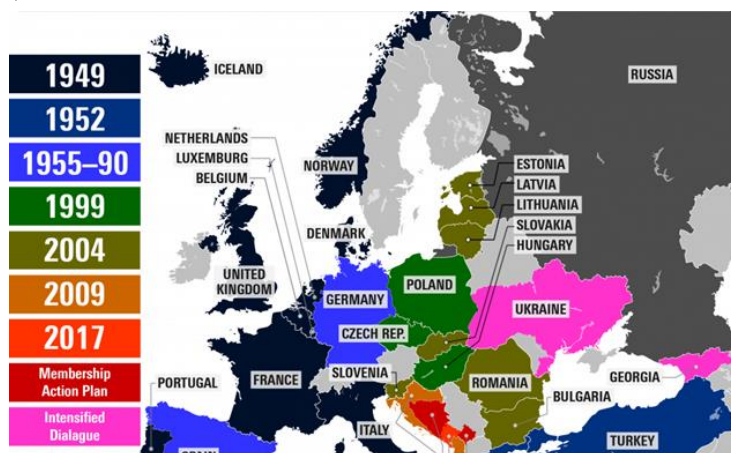 1949
1952
1955–90
1999
2004
2009
2017
Membership
Action Plan
Intensified
Dialague
ICELAND
RUSSIA
NETHERLANDS
LUXEMBURG
BELGIUM
NORWAY
ESTONIA
LATVIA
LITHUANIA
SLOVAKIA
HUNGARY
DENMARK
UNITED
KINGDOM
GERMANY
POLAND
UKRAINE
CZECH REP.
PORTUGAL
FRANCE
SLOVENIA
ROMANIA
GEORGIA
BULGARIA
ITALY
TURKEY
SPAIN